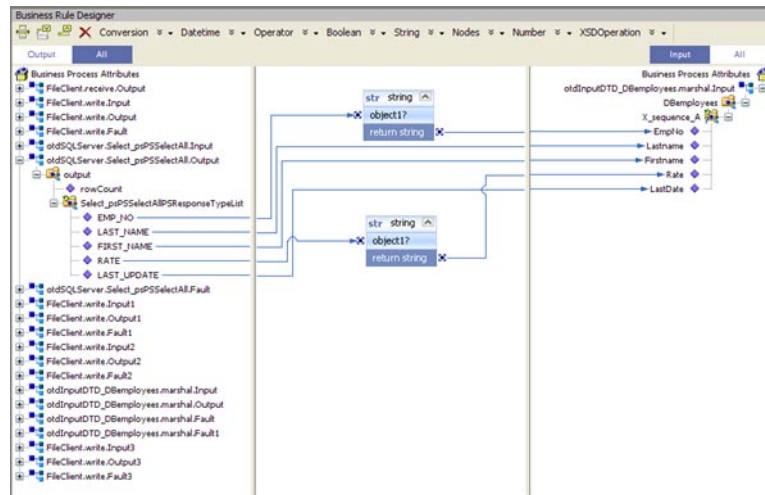 Business Rule Designer
Conversion Datetime Operator Boolean String Nodes Number XSDOperation
Output All Input All
Business Process Attributes
FileClient.receive.Output
FileClient.write.Input
FileClient.write.Output
FileClient.write.Fault
otdSQLServer.Select_psPSSelectAll.Input
otdSQLServer.Select_psPSSelectAll.Output
output
rowCount
Select_psPSSelectAllPSResponseTypeList
EMP_NO
LAST_NAME
FIRST_NAME
RATE
LAST_UPDATE
otdSQLServer.Select_psPSSelectAll.Fault
FileClient.write.Input1
FileClient.write.Output1
FileClient.write.Fault1
FileClient.write.Input2
FileClient.write.Output2
FileClient.write.Fault2
otdInputDTD_DBemployees.marshal.Input
otdInputDTD_DBemployees.marshal.Output
otdInputDTD_DBemployees.marshal.Fault
otdInputDTD_DBemployees.marshal.Fault1
FileClient.write.Input3
FileClient.write.Output3
FileClient.write.Fault3
str string
object1?
return string
str string
object1?
return string
Business Process Attributes
otdInputDTD_DBemployees.marshal.Input
DBemployees
X_sequence_A
EmpNo
Lastname
Firstname
Rate
LastDate